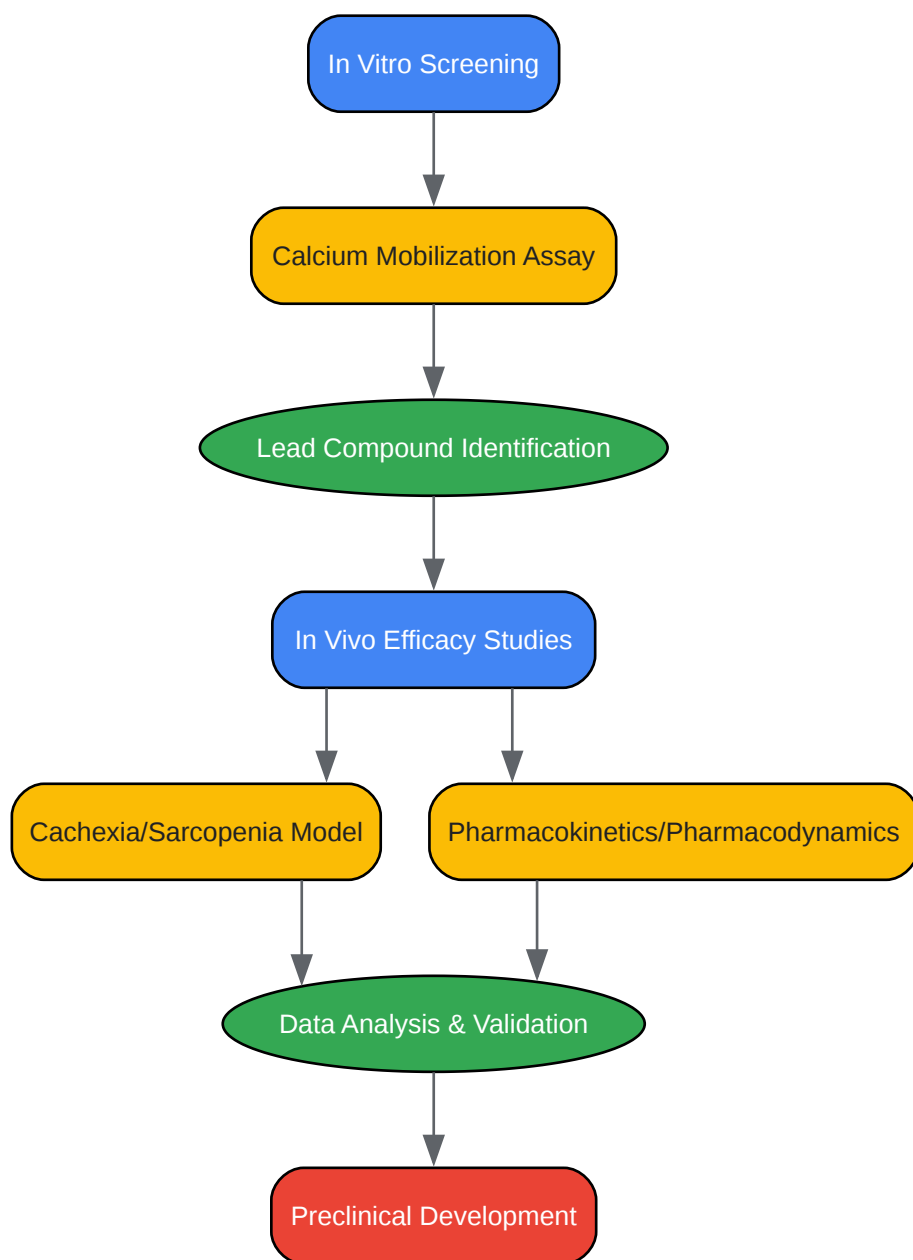 In Vitro Screening
Calcium Mobilization Assay
Lead Compound Identification
In Vivo Efficacy Studies
Cachexia/Sarcopenia Model
Pharmacokinetics/Pharmacodynamics
Data Analysis & Validation
Preclinical Development